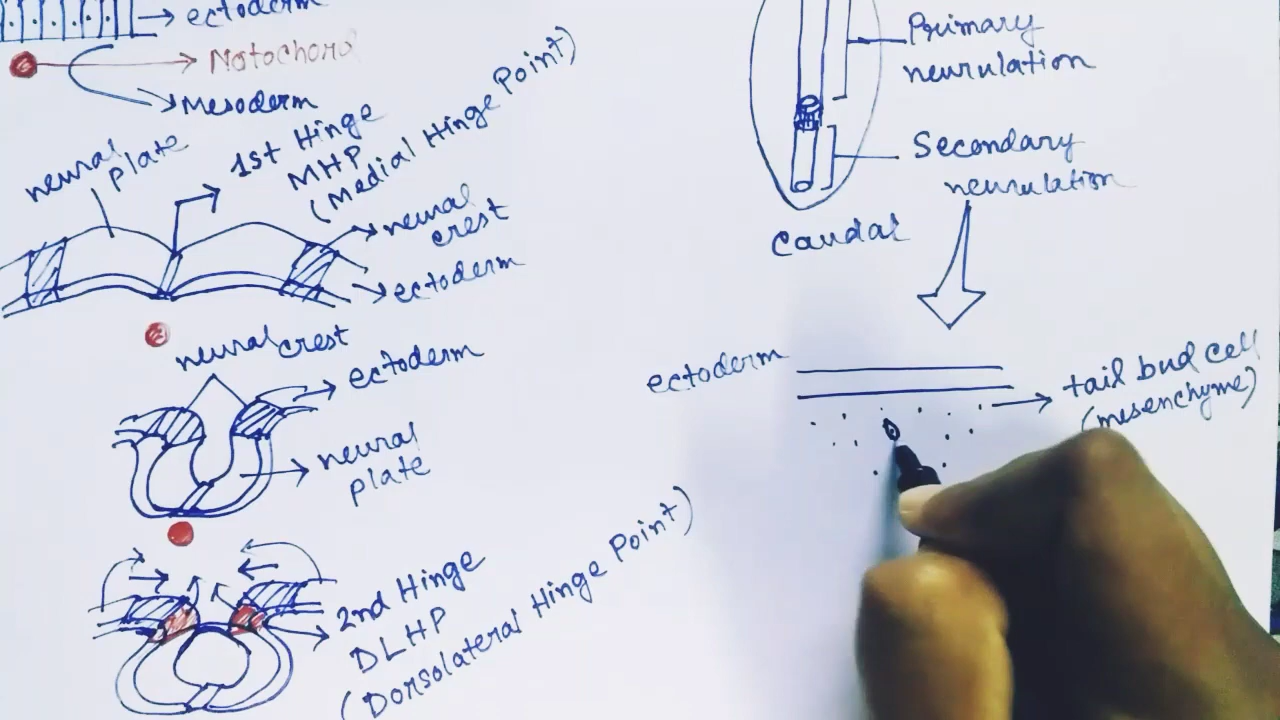 ectoderm
Notochord
Mesoderm
neural
plate
1st Hinge
MHP
(Medial Hinge Point)
neural
crest
ectoderm
neural crest
ectoderm
neural
plate
2nd Hinge
DLHP
(Dorsolateral Hinge Point)
Primary
neurulation
Secondary
neurulation
Caudal
ectoderm
tail bud cell
(mesenchyme)